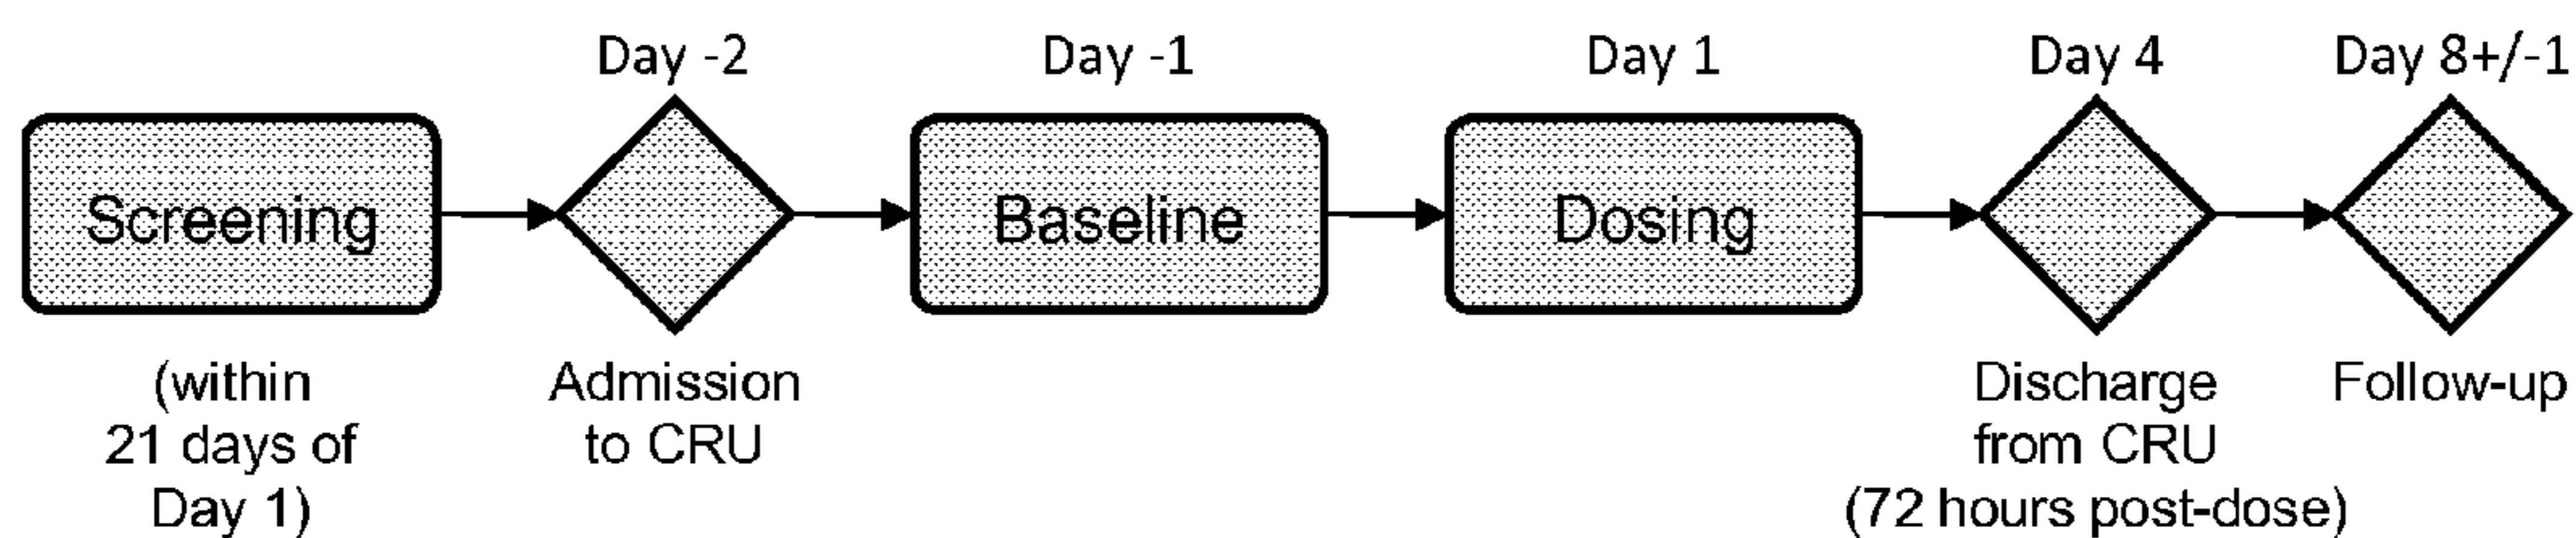 Day -2
Day -1
Day 1
Day 4
Day 8+/-1
Screening
Baseline
Dosing
(within
21 days of
Day 1)
Admission
to CRU
Discharge
from CRU
(72 hours post-dose)
Follow-up